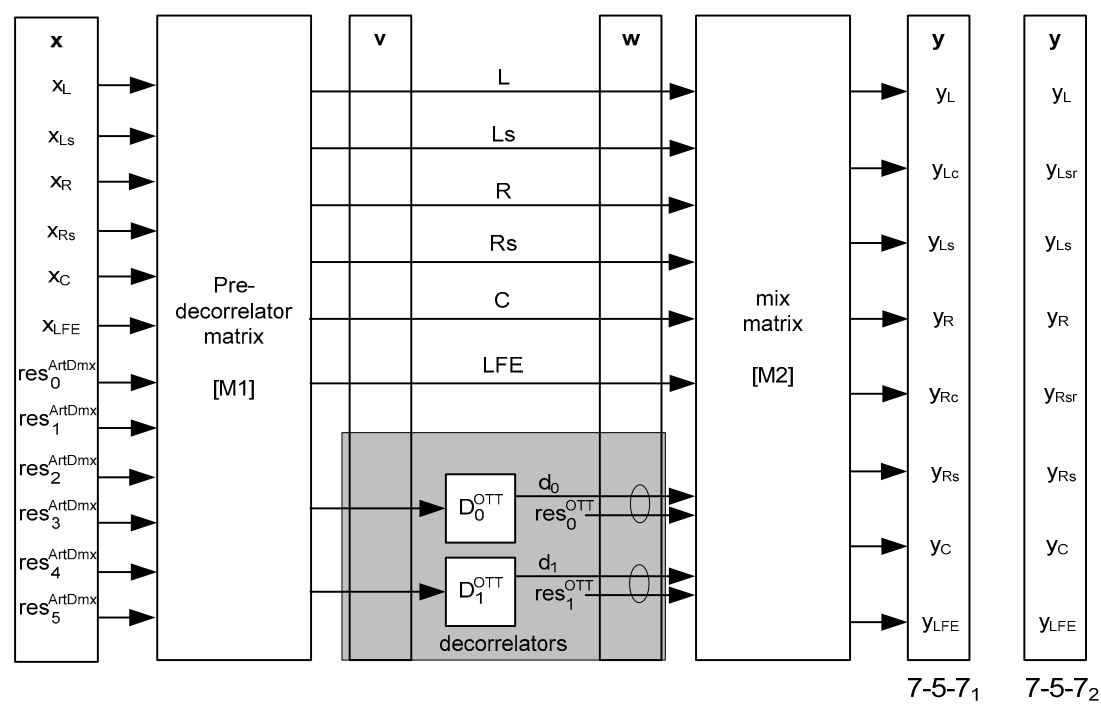 x
v
w
y
y
xL
xLs
xR
xRs
xC
xLFE
res0ArtDmx
res1ArtDmx
res2ArtDmx
res3ArtDmx
res4ArtDmx
res5ArtDmx
Pre-
decorrelator
matrix
[M1]
L
Ls
R
Rs
C
LFE
D0OTT
d0
res0OTT
D1OTT
d1
res1OTT
decorrelators
mix
matrix
[M2]
yL
yLc
yLs
yR
yRc
yRs
yC
yLFE
7-5-71
yL
yLsr
yLs
yR
yRsr
yRs
yC
yLFE
7-5-72